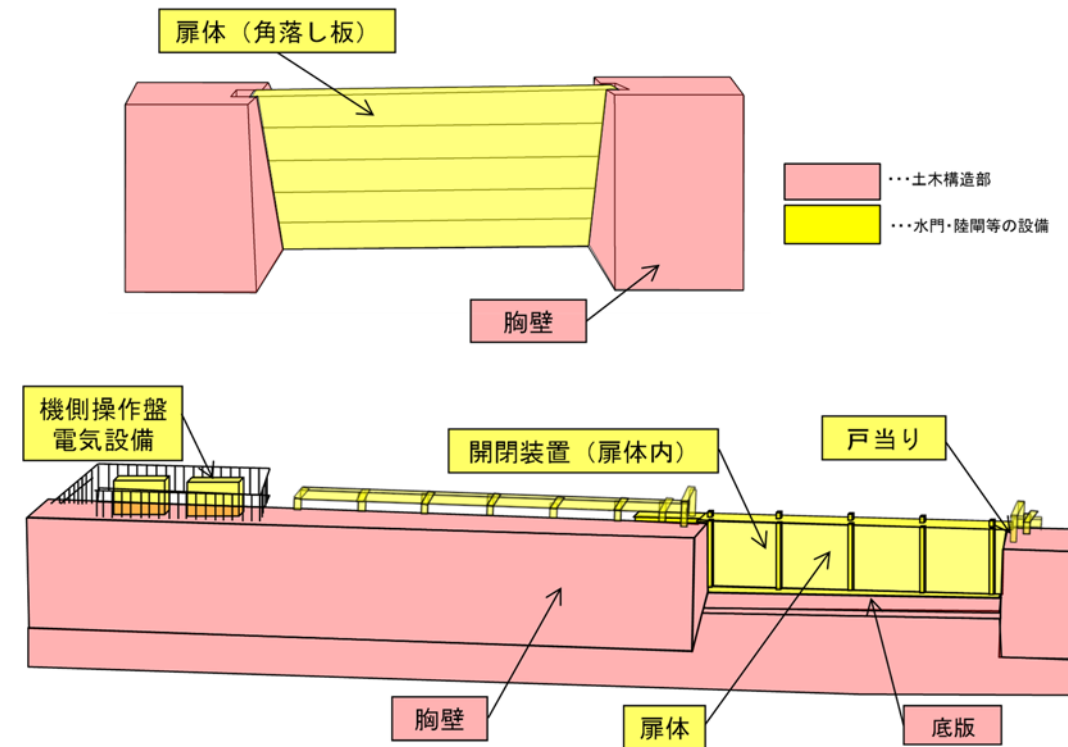 扉体（角落し板）
･･･土木構造部
･･･水門･陸閘等の設備
胸壁
機側操作盤
電気設備
開閉装置（扉体内）
戸当り
胸壁
扉体
底版